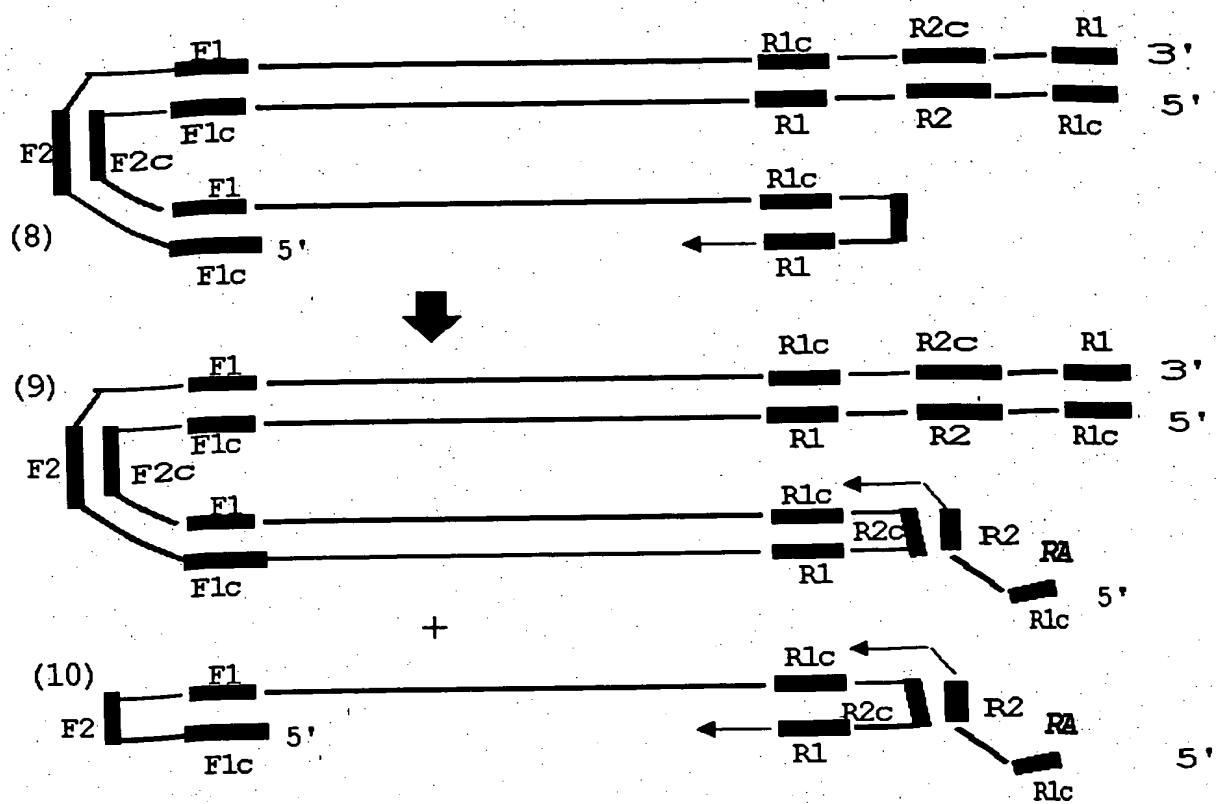 F1 R1c R2c R1 3'
F1c R1 R2 R1c 5'
F2 F2c
F1 R1c
(8) 5'
F1c R1
R1c R2c R1
(9) F1 3'
F1c R1 R2 R1c 5'
F2 F2c
F1 R1c
R2c R2 RA
F1c R1 R1c 5'
+
(10) F1 R1c
F2 5' R2c R2 RA
F1c R1 R1c 5'